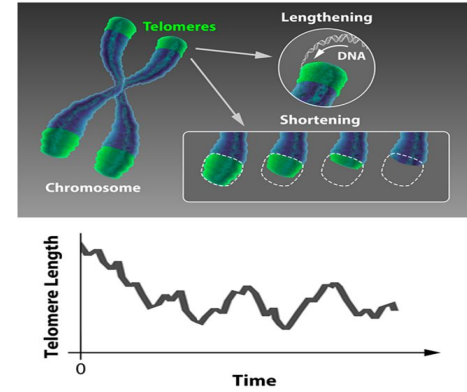 Telomeres
Lengthening
DNA
Shortening
Chromosome
Telomere Length
0
Time